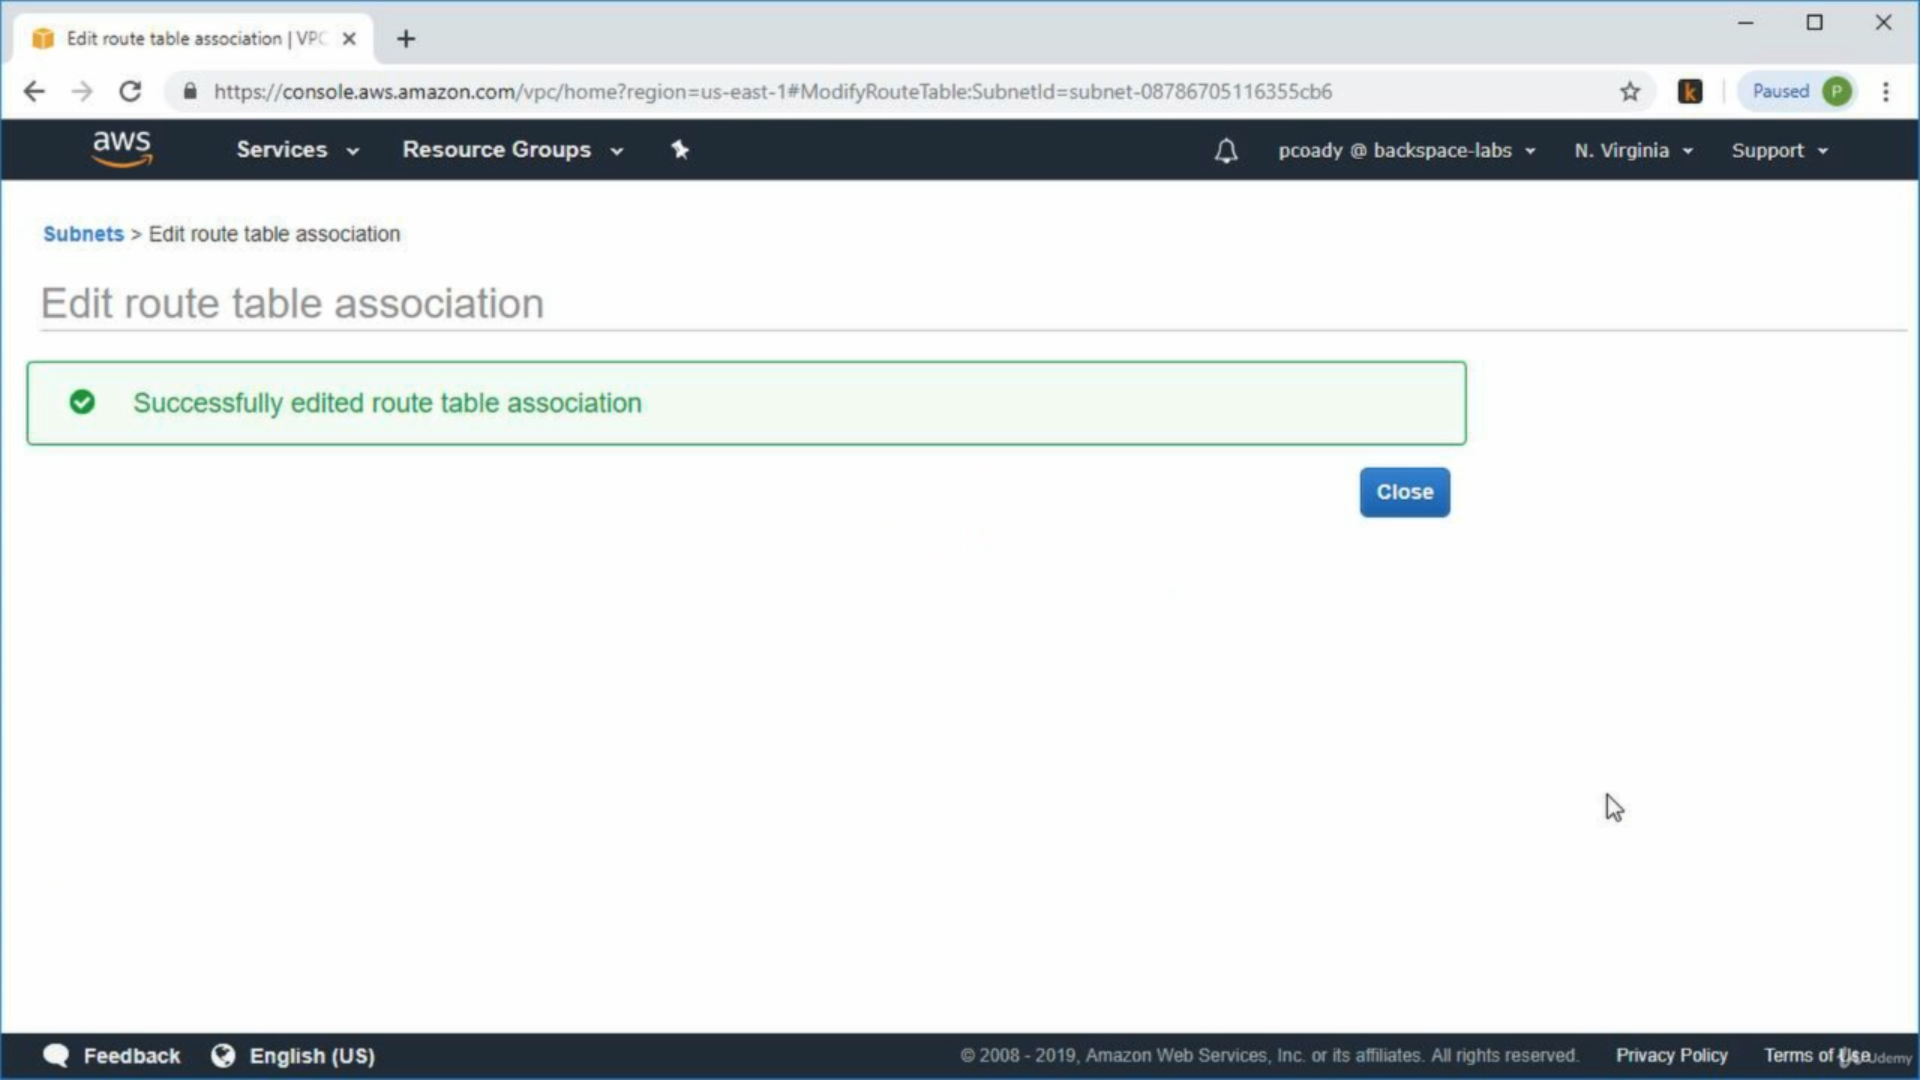 Edit route table association | VPC
https://console.aws.amazon.com/vpc/home?region=us-east-1#ModifyRouteTable:SubnetId=subnet-08786705116355cb6
k
Paused P
aws Services Resource Groups pcoady @ backspace-labs N. Virginia Support
Subnets > Edit route table association
Edit route table association
Successfully edited route table association
Close
Feedback English (US) © 2008 - 2019, Amazon Web Services, Inc. or its affiliates. All rights reserved. Privacy Policy Terms of Use
Udemy